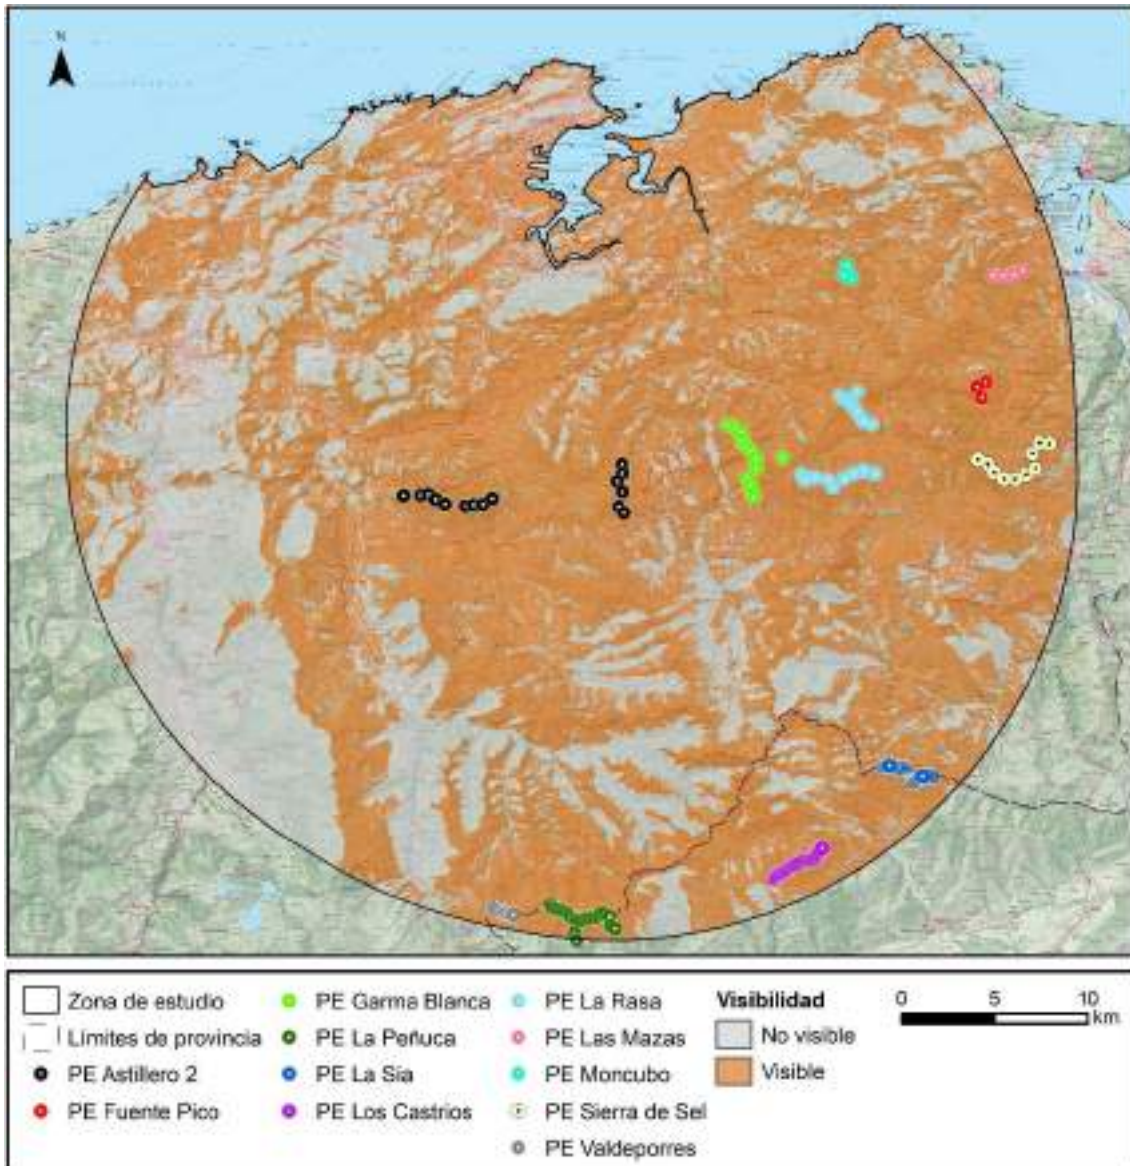 N
Zona de estudio
Límites de provincia
PE Astillero 2
PE Fuente Pico
PE Garma Blanca
PE La Peñuca
PE La Sia
PE Los Castrios
PE La Rasa
PE Las Mazas
PE Moncubo
PE Sierra de Sel
PE Valdeporres
Visibilidad
No visible
Visible
0 5 10
km